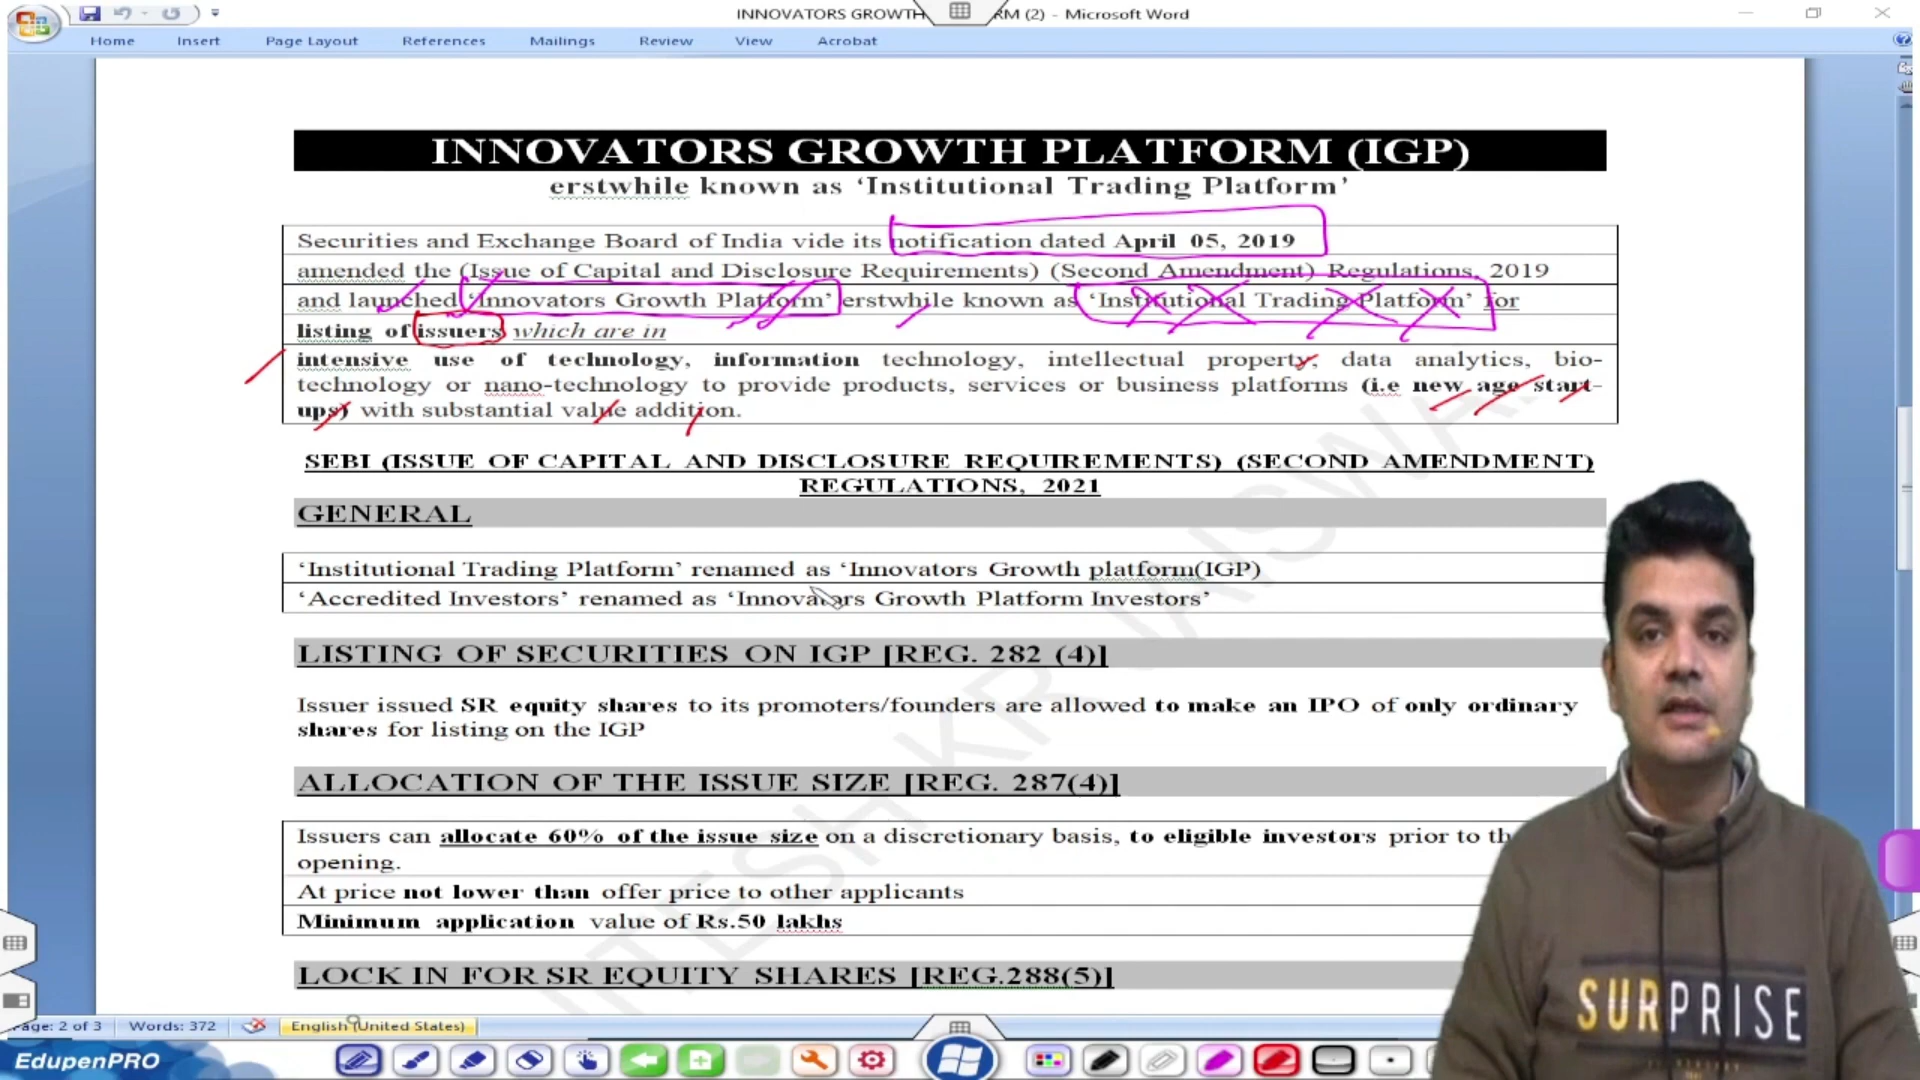 INNOVATORS GROWTH RM (2) - Microsoft Word
Home Insert Page Layout References Mailings Review View Acrobat
INNOVATORS GROWTH PLATFORM (IGP)
erstwhile known as ‘Institutional Trading Platform’
Securities and Exchange Board of India vide its notification dated April 05, 2019
amended the (Issue of Capital and Disclosure Requirements) (Second Amendment) Regulations, 2019
and launched ‘Innovators Growth Platform’ erstwhile known as ‘Institutional Trading Platform’ for
listing of issuers which are in
intensive use of technology, information technology, intellectual property, data analytics, bio-
technology or nano-technology to provide products, services or business platforms (i.e new age start-
ups) with substantial value addition.
SEBI (ISSUE OF CAPITAL AND DISCLOSURE REQUIREMENTS) (SECOND AMENDMENT)
REGULATIONS, 2021
GENERAL
‘Institutional Trading Platform’ renamed as ‘Innovators Growth platform(IGP)
‘Accredited Investors’ renamed as ‘Innovators Growth Platform Investors’
LISTING OF SECURITIES ON IGP [REG. 282 (4)]
Issuer issued SR equity shares to its promoters/founders are allowed to make an IPO of only ordinary
shares for listing on the IGP
ALLOCATION OF THE ISSUE SIZE [REG. 287(4)]
Issuers can allocate 60% of the issue size on a discretionary basis, to eligible investors prior to th
opening.
At price not lower than offer price to other applicants
Minimum application value of Rs.50 lakhs
LOCK IN FOR SR EQUITY SHARES [REG.288(5)]
SURPRISE
age: 2 of 3 Words: 372 English (United States)
EdupenPRO